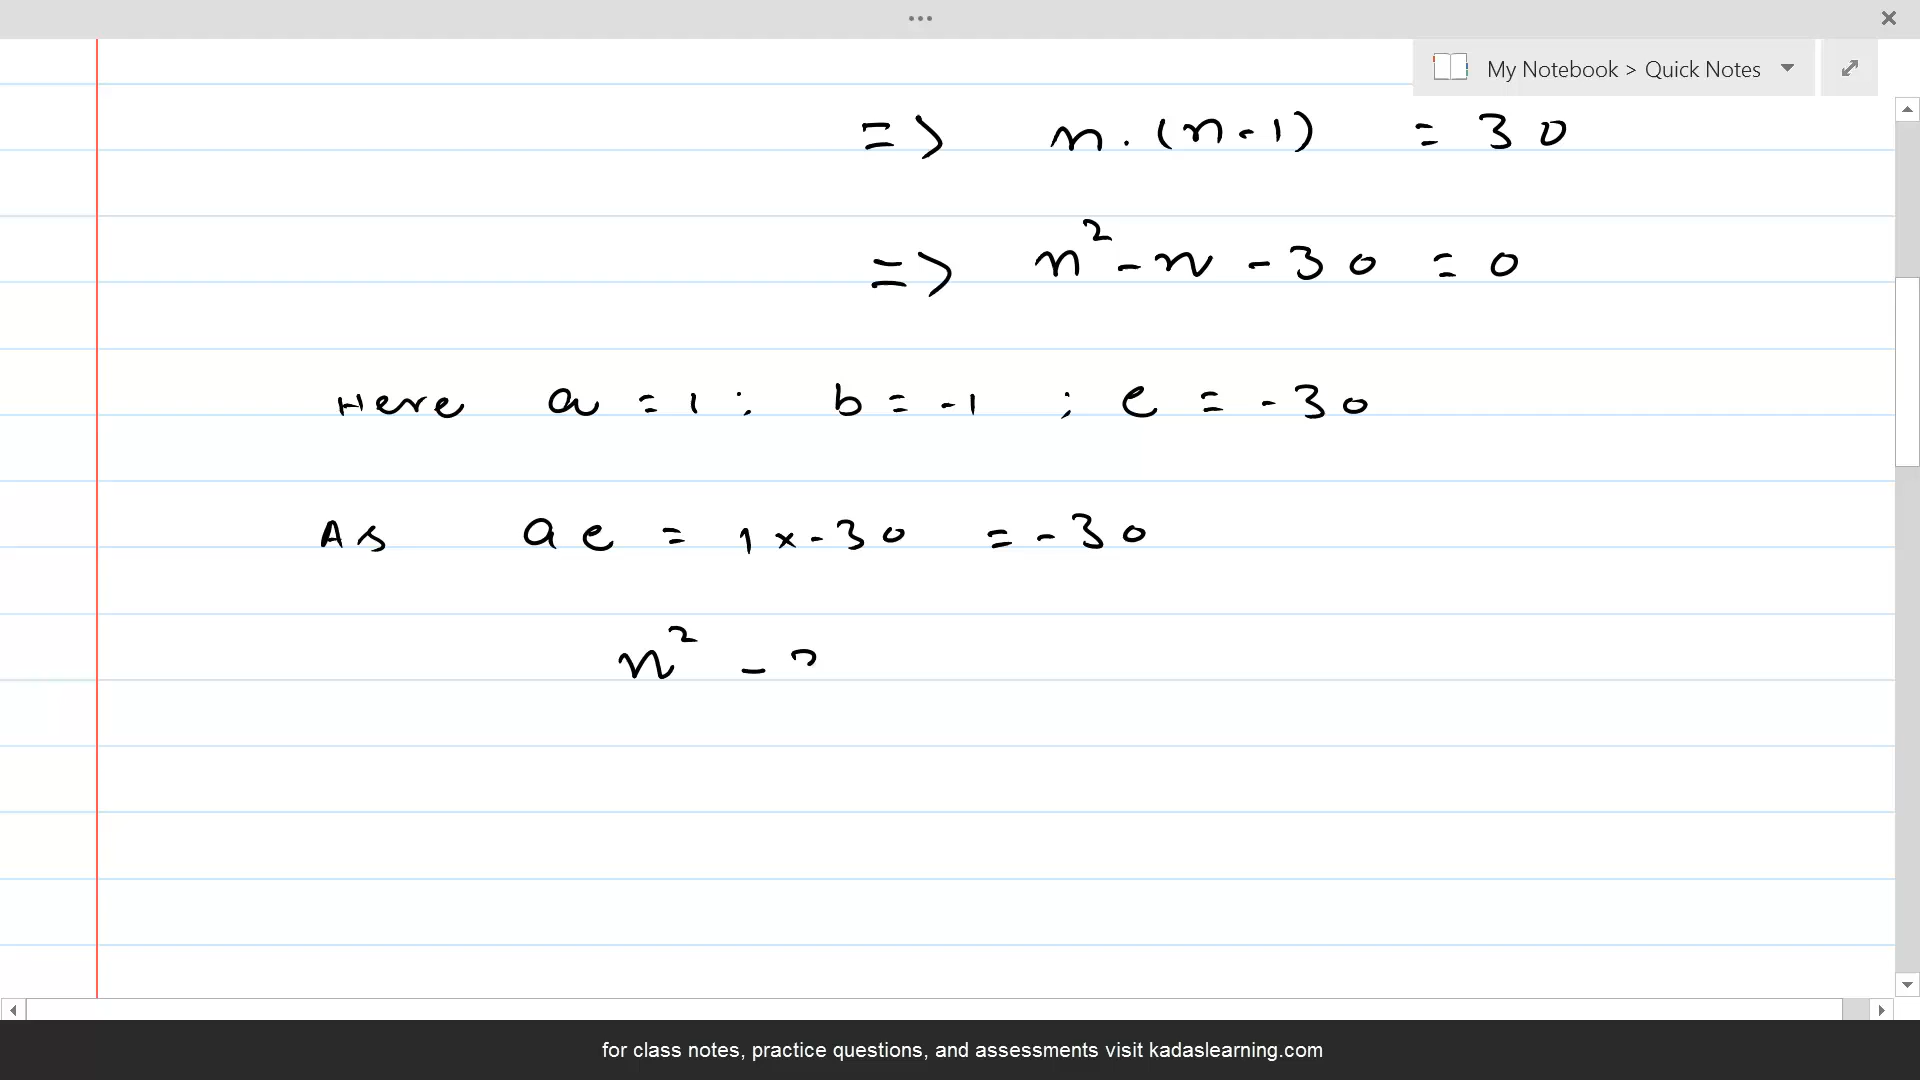 My Notebook > Quick Notes
=> n.(n-1) = 30
=> n² - n - 30 = 0
Here a = 1 ; b = -1 ; c = -30
As ac = 1 x -30 = -30
n² -
for class notes, practice questions, and assessments visit kadaslearning.com